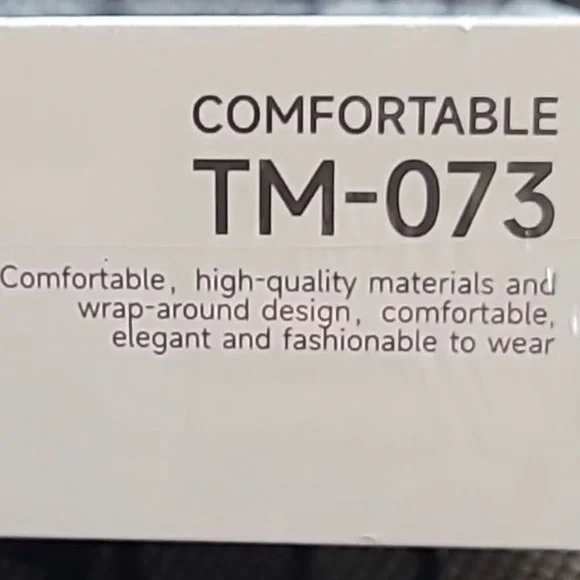 COMFORTABLE
TM-073
Comfortable, high-quality materials and
wrap-around design, comfortable,
elegant and fashionable to wear